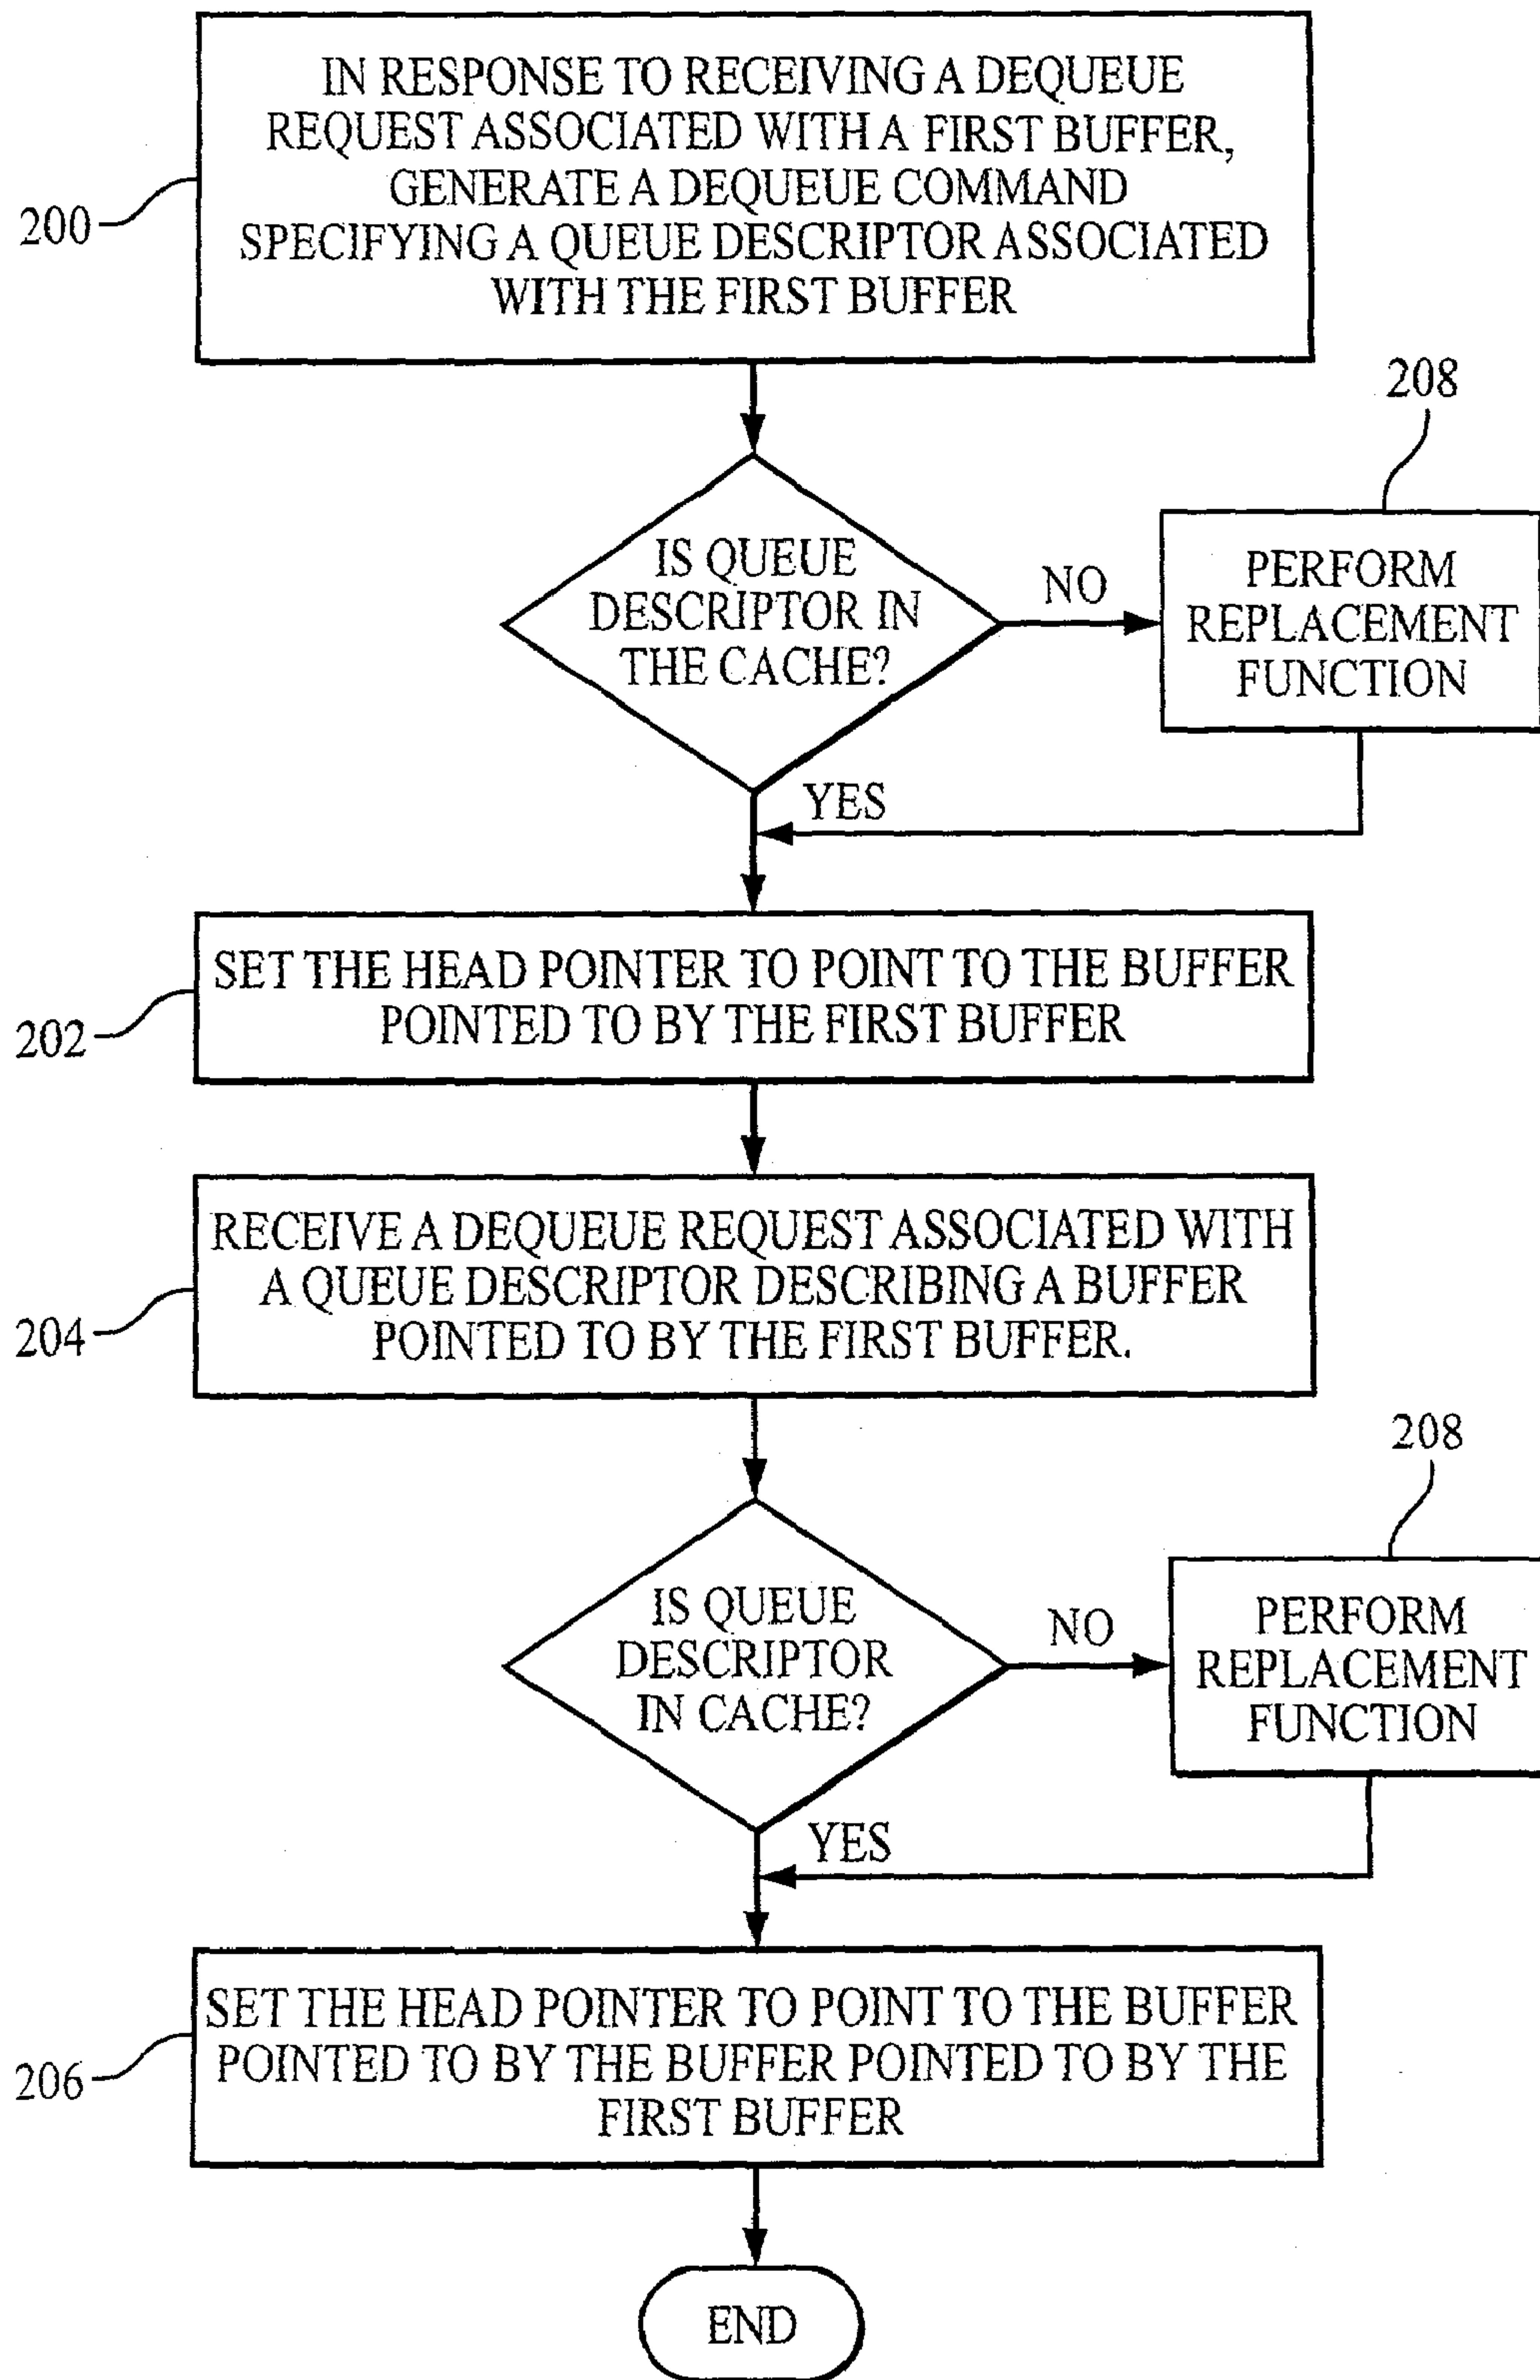 IN RESPONSE TO RECEIVING A DEQUEUE
REQUEST ASSOCIATED WITH A FIRST BUFFER,
GENERATE A DEQUEUE COMMAND
SPECIFYING A QUEUE DESCRIPTOR ASSOCIATED
WITH THE FIRST BUFFER
200
208
IS QUEUE
DESCRIPTOR IN
THE CACHE?
NO
PERFORM
REPLACEMENT
FUNCTION
YES
SET THE HEAD POINTER TO POINT TO THE BUFFER
POINTED TO BY THE FIRST BUFFER
202
RECEIVE A DEQUEUE REQUEST ASSOCIATED WITH
A QUEUE DESCRIPTOR DESCRIBING A BUFFER
POINTED TO BY THE FIRST BUFFER.
204
208
IS QUEUE
DESCRIPTOR
IN CACHE?
NO
PERFORM
REPLACEMENT
FUNCTION
YES
SET THE HEAD POINTER TO POINT TO THE BUFFER
POINTED TO BY THE BUFFER POINTED TO BY THE
FIRST BUFFER
206
END